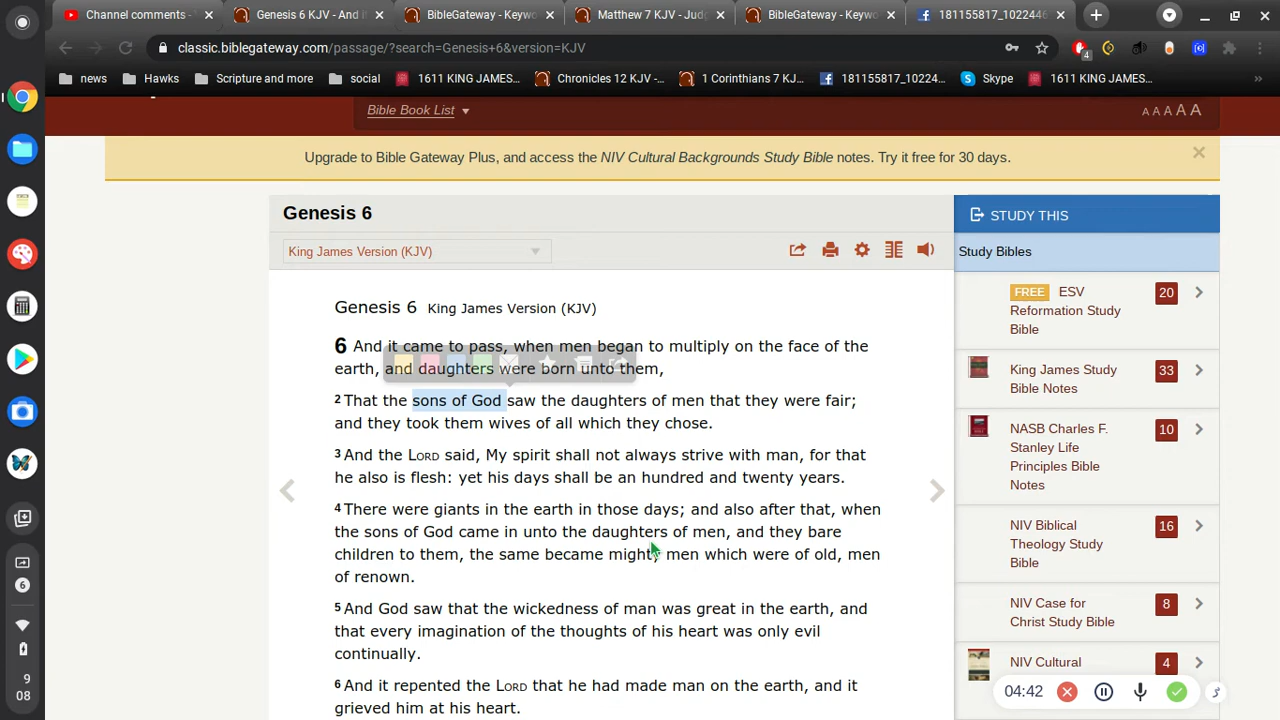 Channel comments -
Genesis 6 KJV - And i
BibleGateway - Keywo
Matthew 7 KJV - Judg
BibleGateway - Keywo
181155817_1022446
classic.biblegateway.com/passage/?search=Genesis+6&version=KJV
4
news
Hawks
Scripture and more
social
1611 KING JAMES...
Chronicles 12 KJV -...
1 Corinthians 7 KJ...
181155817_10224...
Skype
1611 KING JAMES...
»
Bible Book List
A A A A A
Upgrade to Bible Gateway Plus, and access the NIV Cultural Backgrounds Study Bible notes. Try it free for 30 days.
Genesis 6
King James Version (KJV)
Genesis 6 King James Version (KJV)
6 And it came to pass, when men began to multiply on the face of the
earth, and daughters were born unto them,
2 That the sons of God saw the daughters of men that they were fair;
and they took them wives of all which they chose.
3 And the LORD said, My spirit shall not always strive with man, for that
he also is flesh: yet his days shall be an hundred and twenty years.
4 There were giants in the earth in those days; and also after that, when
the sons of God came in unto the daughters of men, and they bare
children to them, the same became mighty men which were of old, men
of renown.
5 And God saw that the wickedness of man was great in the earth, and
that every imagination of the thoughts of his heart was only evil
continually.
6 And it repented the LORD that he had made man on the earth, and it
grieved him at his heart.
STUDY THIS
Study Bibles
FREE ESV
Reformation Study
Bible
20
King James Study
Bible Notes
33
NASB Charles F.
Stanley Life
Principles Bible
Notes
10
NIV Biblical
Theology Study
Bible
16
NIV Case for
Christ Study Bible
8
NIV Cultural
4
04:42
6
9
08